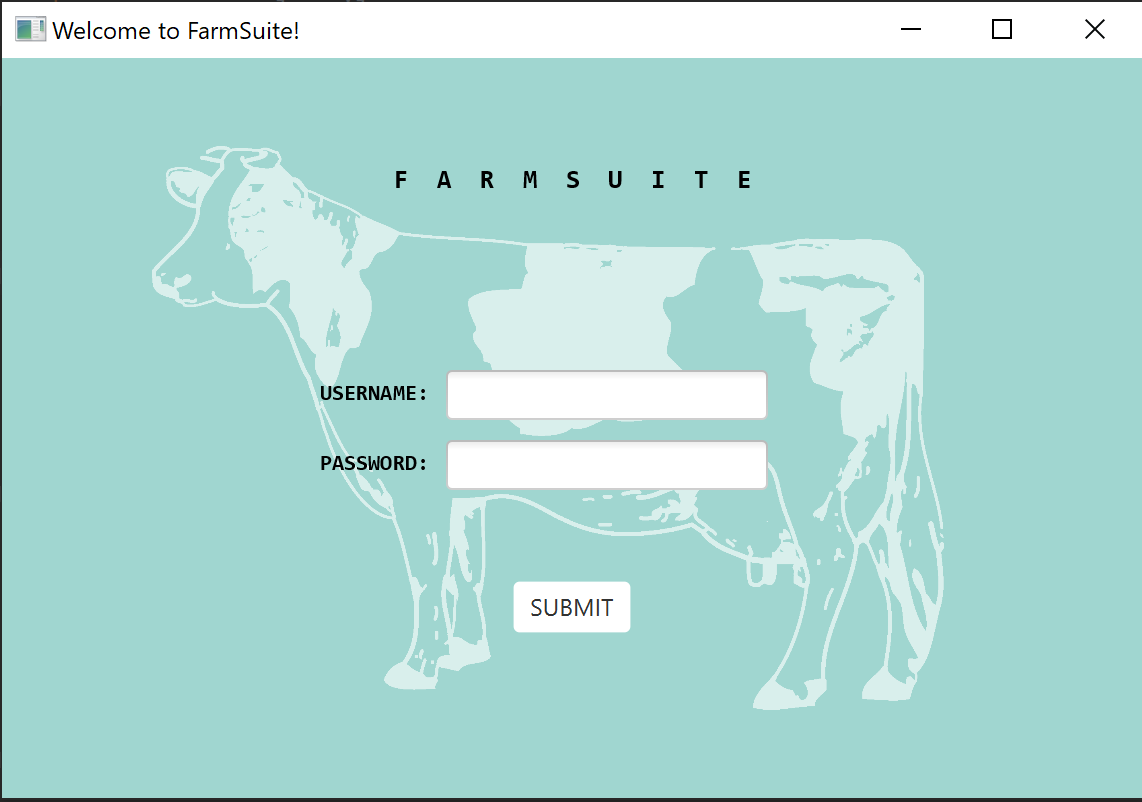 Welcome to FarmSuite!
F A R M S U I T E
USERNAME:
PASSWORD:
SUBMIT